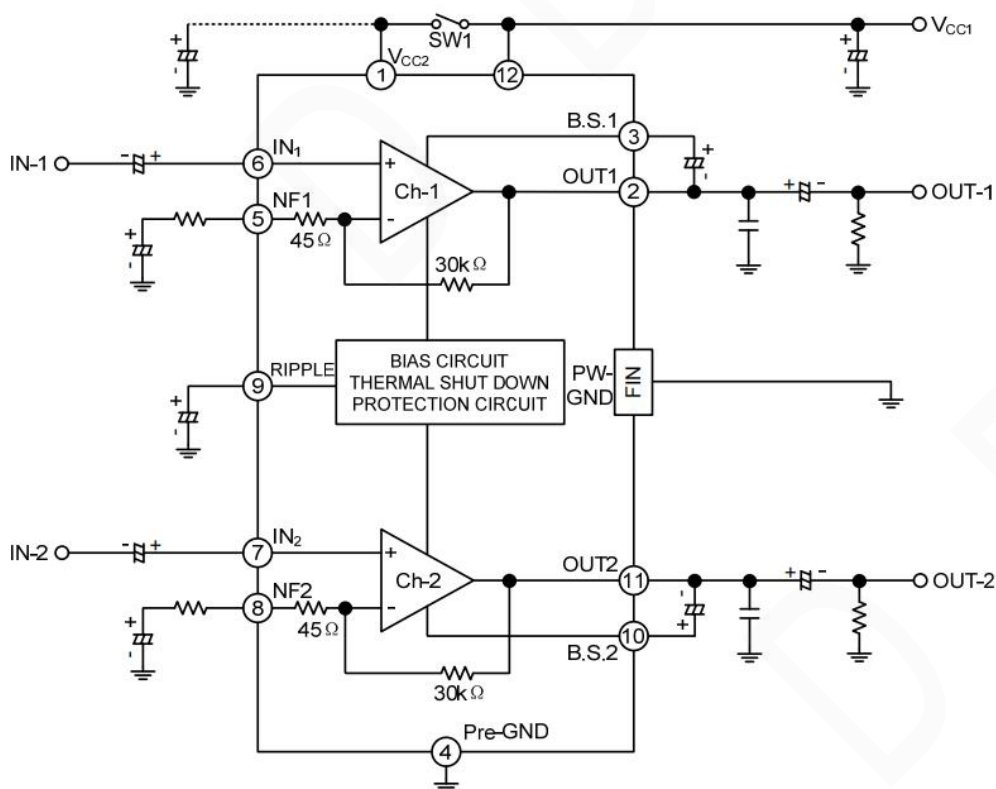 +
-
SW1
V_CC1
+
-
V_CC2
1
12
B.S.1
3
IN-1
- +
IN₁
6
+
Ch-1
-
OUT1
2
+
-
+ -
OUT-1
NF1
5
45Ω
+
-
30kΩ
RIPPLE
9
+
-
BIAS CIRCUIT
THERMAL SHUT DOWN
PROTECTION CIRCUIT
PW-
GND
FIN
IN-2
- +
IN₂
7
+
Ch-2
-
OUT2
11
-
+
+ -
OUT-2
NF2
8
45Ω
+
-
10
B.S.2
30kΩ
Pre-GND
4